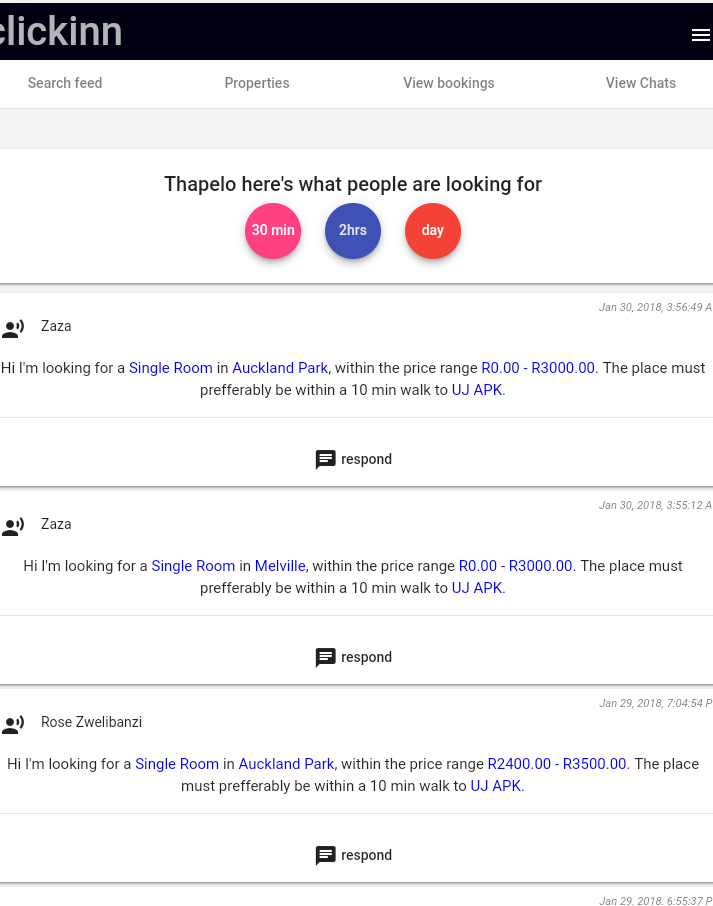 clickinn
Search feed Properties View bookings View Chats
Thapelo here's what people are looking for
30 min 2hrs day
Jan 30, 2018, 3:56:49 A
Zaza
Hi I'm looking for a Single Room in Auckland Park, within the price range R0.00 - R3000.00. The place must
prefferably be within a 10 min walk to UJ APK.
respond
Jan 30, 2018, 3:55:12 A
Zaza
Hi I'm looking for a Single Room in Melville, within the price range R0.00 - R3000.00. The place must
prefferably be within a 10 min walk to UJ APK.
respond
Jan 29, 2018, 7:04:54 P
Rose Zwelibanzi
Hi I'm looking for a Single Room in Auckland Park, within the price range R2400.00 - R3500.00. The place
must prefferably be within a 10 min walk to UJ APK.
respond
Jan 29, 2018, 6:55:37 P